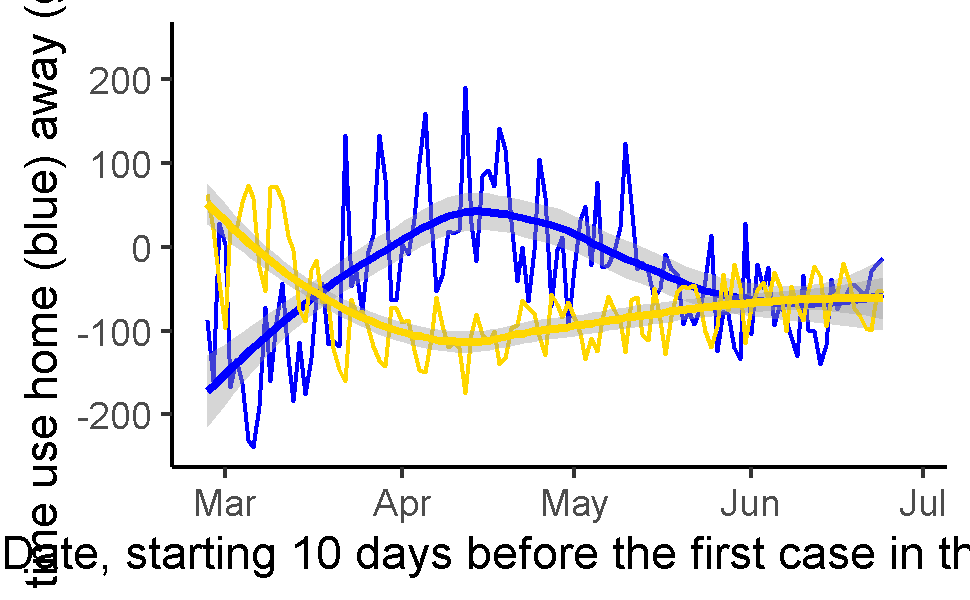 time use home (blue) away (
200
100
0
-100
-200
Mar Apr May Jun Jul
Date, starting 10 days before the first case in th